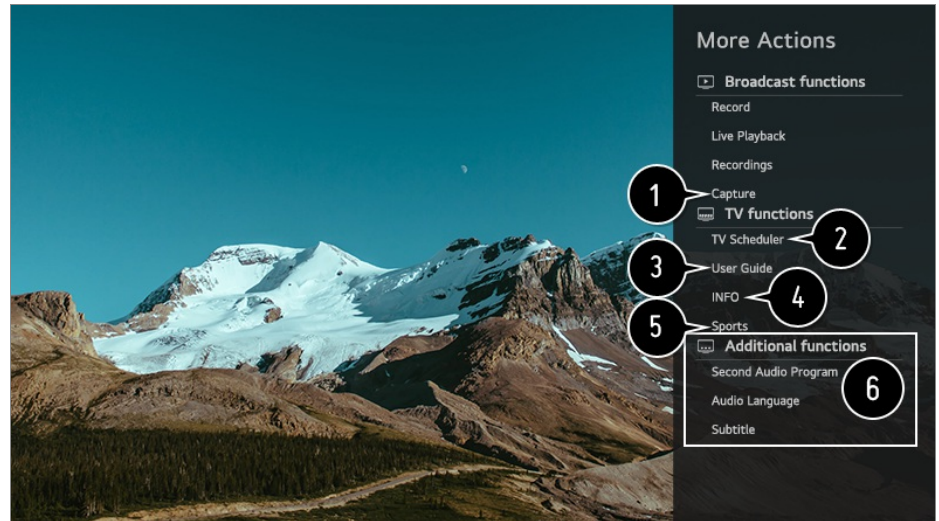 More Actions
Broadcast functions
Record
Live Playback
Recordings
1
Capture
TV functions
TV Scheduler
2
3
User Guide
INFO
4
5
Sports
Additional functions
Second Audio Program
6
Audio Language
Subtitle